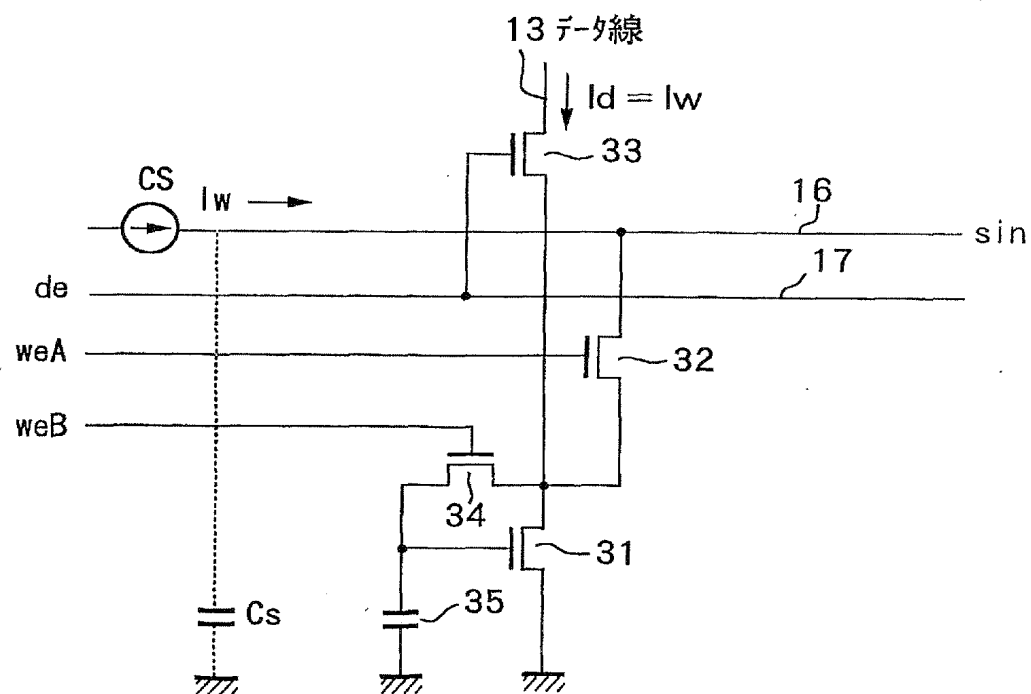 13 データ線
Id = Iw
33
CS
Iw
16
sin
17
de
weA
32
weB
34
31
35
Cs